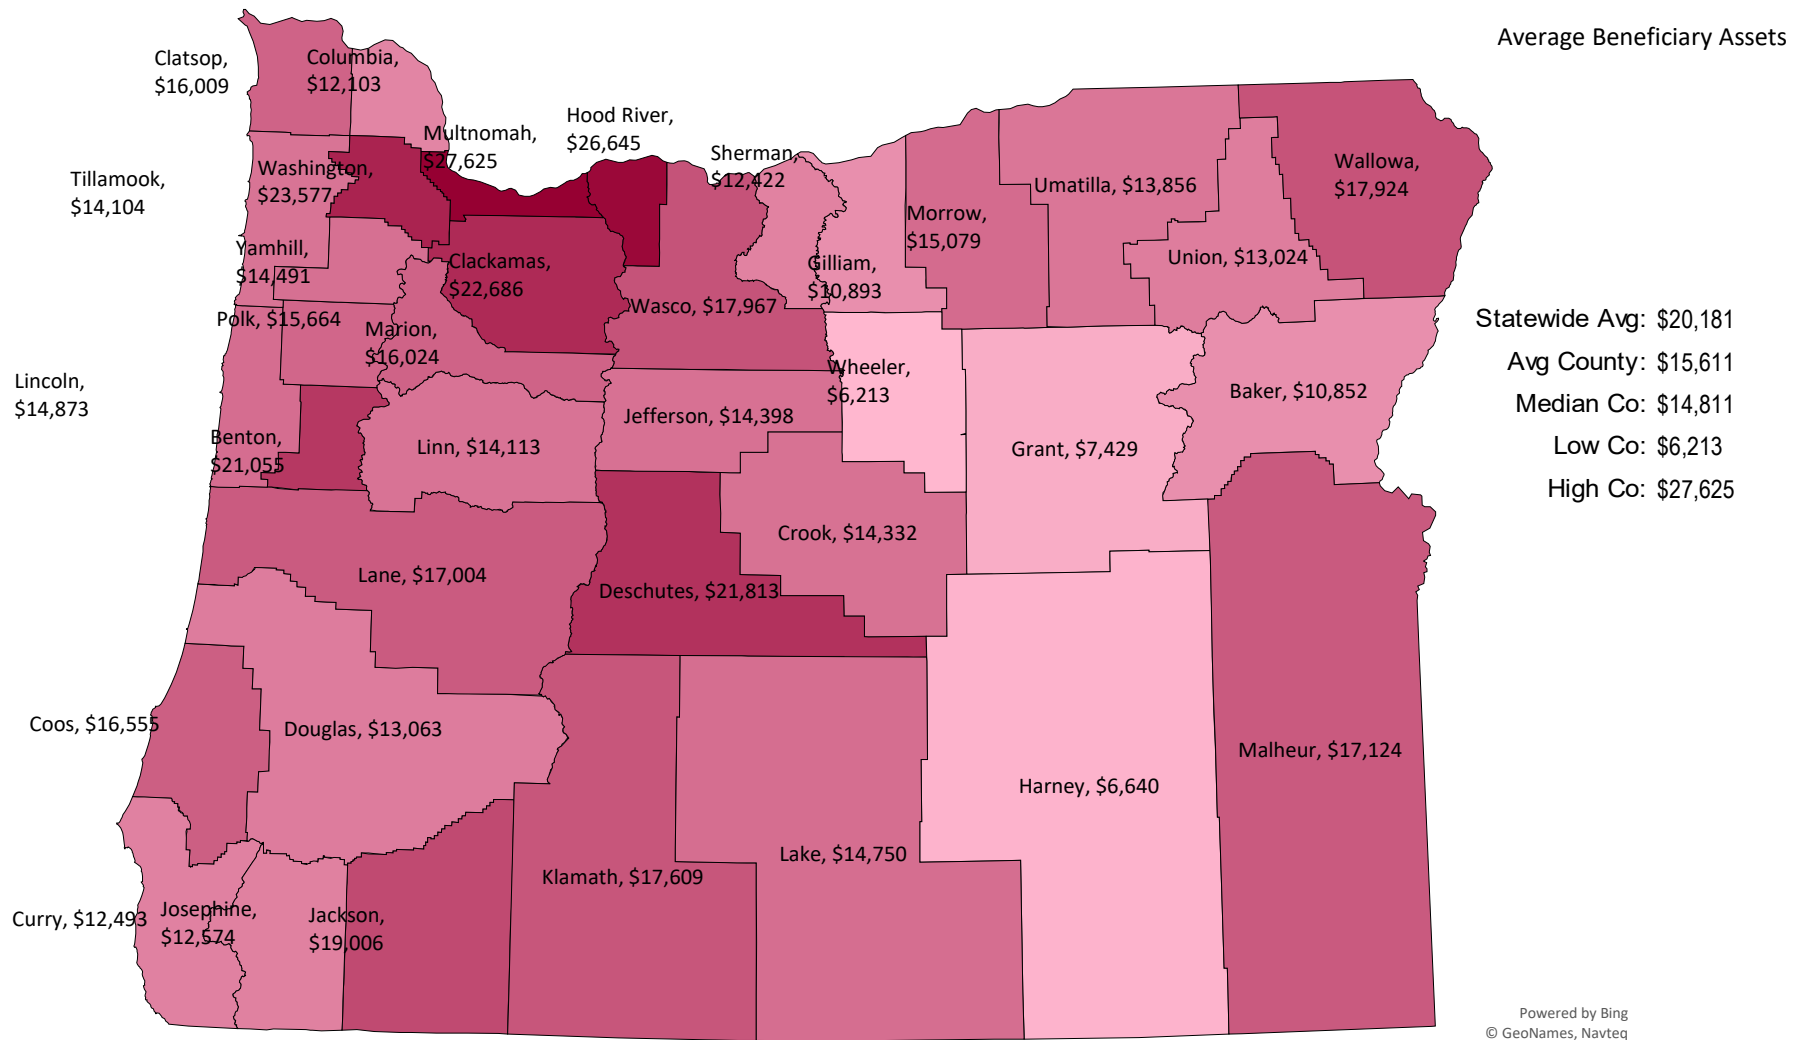 Average Beneficiary Assets
Clatsop,
$16,009
Columbia,
$12,103
Multnomah,
$27,625
Hood River,
$26,645
Sherman,
$12,422
Tillamook,
$14,104
Washington,
$23,577
Wallowa,
$17,924
Umatilla, $13,856
Morrow,
$15,079
Yamhill,
$14,491
Clackamas,
$22,686
Gilliam,
$10,893
Union, $13,024
Wasco, $17,967
Polk, $15,664
Marion,
$16,024
Statewide Avg: $20,181
Avg County: $15,611
Median Co: $14,811
Low Co: $6,213
High Co: $27,625
Lincoln,
$14,873
Wheeler,
$6,213
Baker, $10,852
Jefferson, $14,398
Benton,
$21,055
Linn, $14,113
Grant, $7,429
Crook, $14,332
Lane, $17,004
Deschutes, $21,813
Coos, $16,555
Douglas, $13,063
Malheur, $17,124
Harney, $6,640
Lake, $14,750
Klamath, $17,609
Curry, $12,493
Josephine,
$12,574
Jackson,
$19,006
Powered by Bing
© GeoNames, Navteq